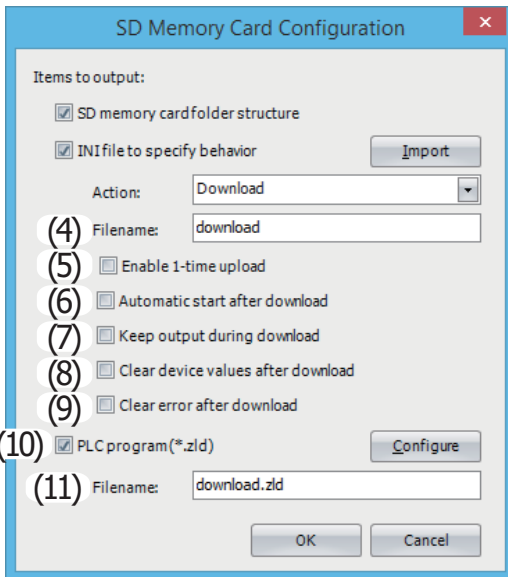 SD Memory Card Configuration
Items to output:
SD memory card folder structure
INI file to specify behavior Import
Action: Download
(4) Filename: download
(5) Enable 1-time upload
(6) Automatic start after download
(7) Keep output during download
(8) Clear device values after download
(9) Clear error after download
(10) PLC program(*.zld) Configure
(11) Filename: download.zld
OK Cancel